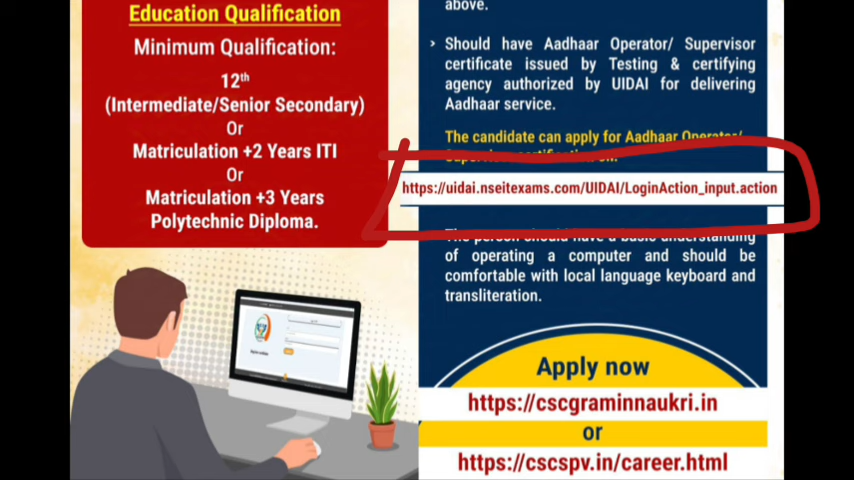 Education Qualification
Minimum Qualification:
12th
(Intermediate/Senior Secondary)
Or
Matriculation +2 Years ITI
Or
Matriculation +3 Years
Polytechnic Diploma.
above.
› Should have Aadhaar Operator/ Supervisor
certificate issued by Testing & certifying
agency authorized by UIDAI for delivering
Aadhaar service.
The candidate can apply for Aadhaar Operator/
https://uidai.nseitexams.com/UIDAI/LoginAction_input.action
The person should have a basic understanding
of operating a computer and should be
comfortable with local language keyboard and
transliteration.
Apply now
https://cscgraminnaukri.in
or
https://cscspv.in/career.html